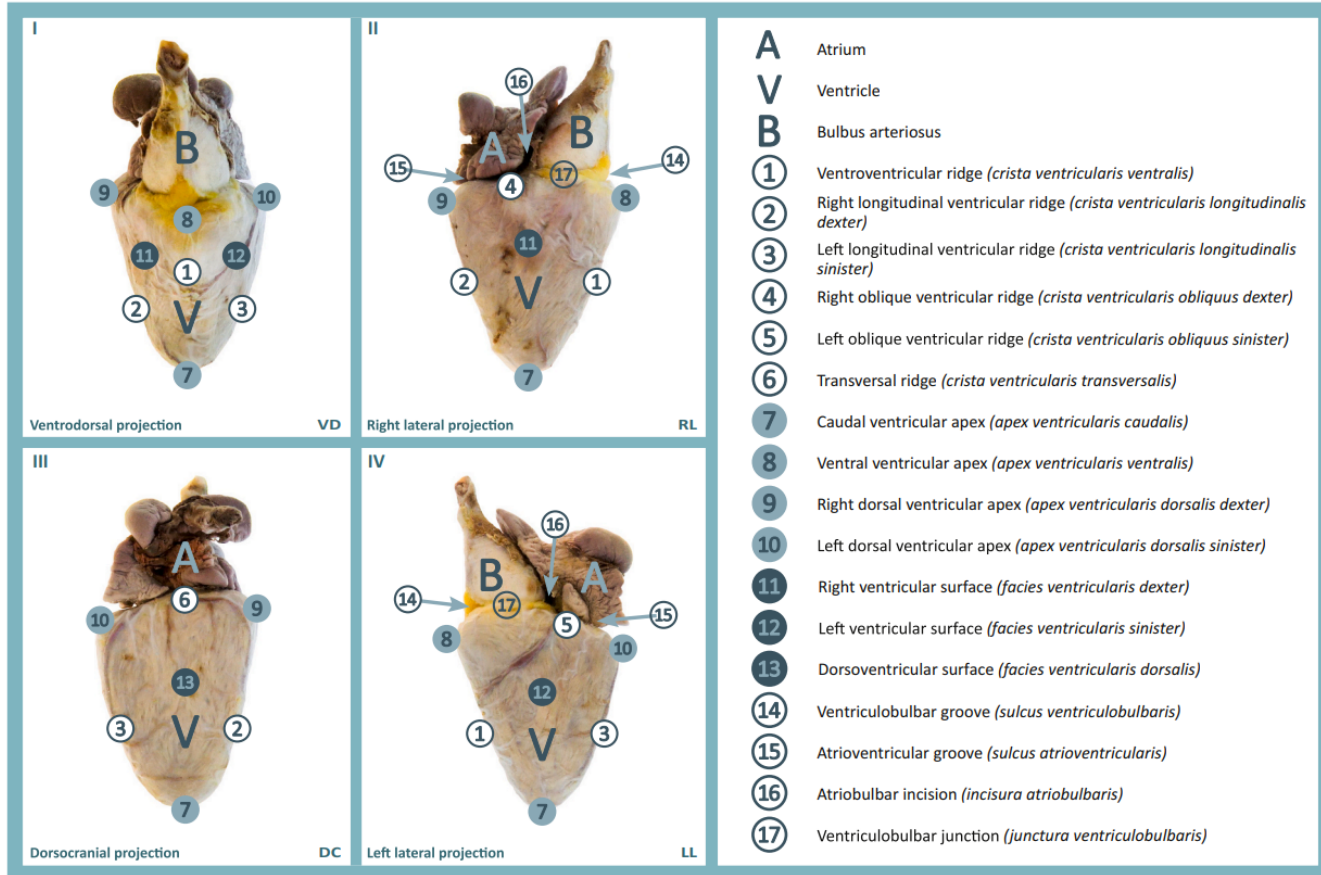 I
B
9
10
8
11
12
1
2
3
V
7
Ventrodorsal projection VD
II
16
A
B
15
14
17
4
9
8
11
2
1
V
7
Right lateral projection RL
III
A
6
10
9
13
3
2
V
7
Dorsocranial projection DC
IV
16
B
A
14
17
15
5
8
10
12
1
3
V
7
Left lateral projection LL
A Atrium
V Ventricle
B Bulbus arteriosus
1 Ventroventricular ridge (crista ventricularis ventralis)
2 Right longitudinal ventricular ridge (crista ventricularis longitudinalis
dexter)
3 Left longitudinal ventricular ridge (crista ventricularis longitudinalis
sinister)
4 Right oblique ventricular ridge (crista ventricularis obliquus dexter)
5 Left oblique ventricular ridge (crista ventricularis obliquus sinister)
6 Transversal ridge (crista ventricularis transversalis)
7 Caudal ventricular apex (apex ventricularis caudalis)
8 Ventral ventricular apex (apex ventricularis ventralis)
9 Right dorsal ventricular apex (apex ventricularis dorsalis dexter)
10 Left dorsal ventricular apex (apex ventricularis dorsalis sinister)
11 Right ventricular surface (facies ventricularis dexter)
12 Left ventricular surface (facies ventricularis sinister)
13 Dorsoventricular surface (facies ventricularis dorsalis)
14 Ventriculobulbar groove (sulcus ventriculobulbaris)
15 Atrioventricular groove (sulcus atrioventricularis)
16 Atriobulbar incision (incisura atriobulbaris)
17 Ventriculobulbar junction (junctura ventriculobulbaris)